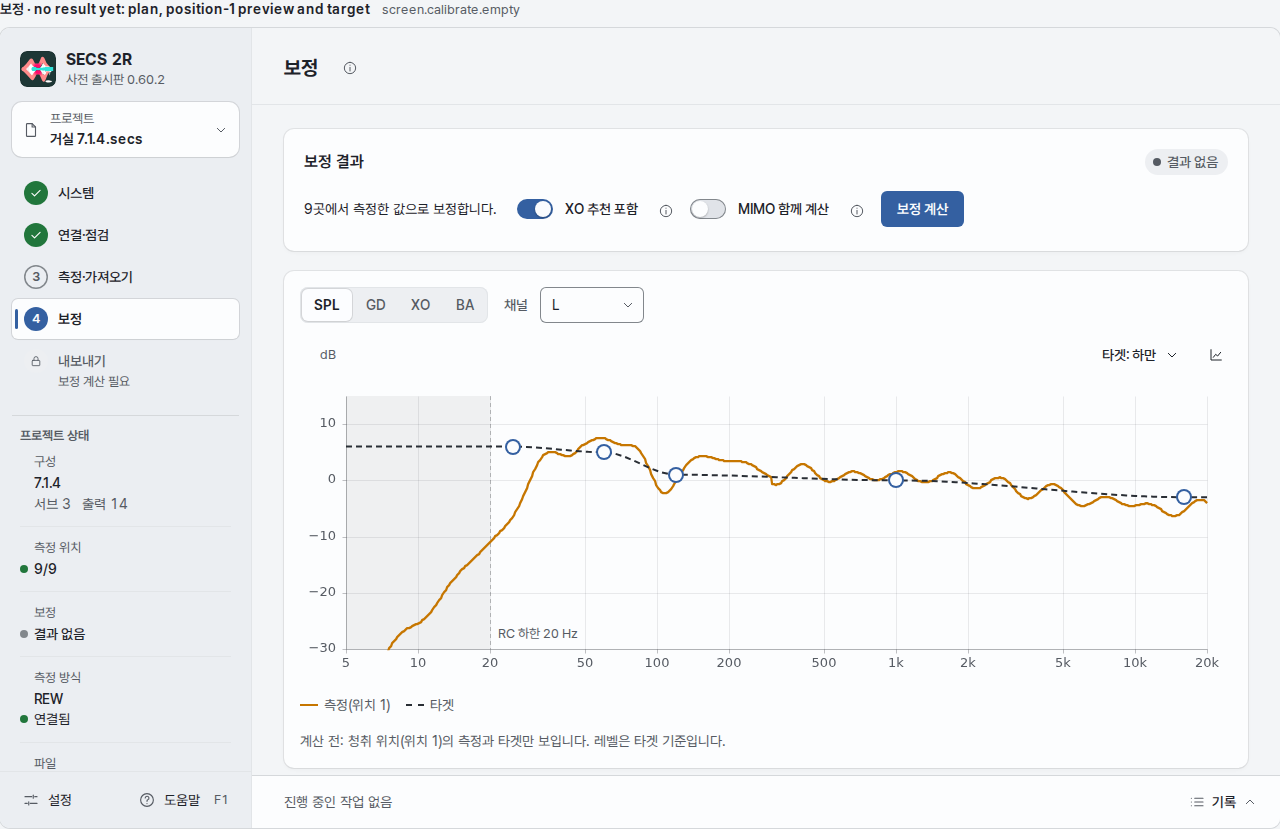 보정 · no result yet: plan, position-1 preview and target screen.calibrate.empty
SECS 2R
사전 출시판 0.60.2
프로젝트
거실 7.1.4.secs
시스템
연결·점검
3 측정·가져오기
4 보정
내보내기
보정 계산 필요
프로젝트 상태
구성
7.1.4
서브 3 출력 14
측정 위치
9/9
보정
결과 없음
측정 방식
REW
연결됨
파일
설정 도움말 F1
보정
보정 결과
결과 없음
9곳에서 측정한 값으로 보정합니다. XO 추천 포함 MIMO 함께 계산 보정 계산
SPL GD XO BA 채널 L
dB
타겟: 하만
10
0
−10
−20
−30
RC 하한 20 Hz
5 10 20 50 100 200 500 1k 2k 5k 10k 20k
측정(위치 1) 타겟
계산 전: 청취 위치(위치 1)의 측정과 타겟만 보입니다. 레벨은 타겟 기준입니다.
진행 중인 작업 없음
기록